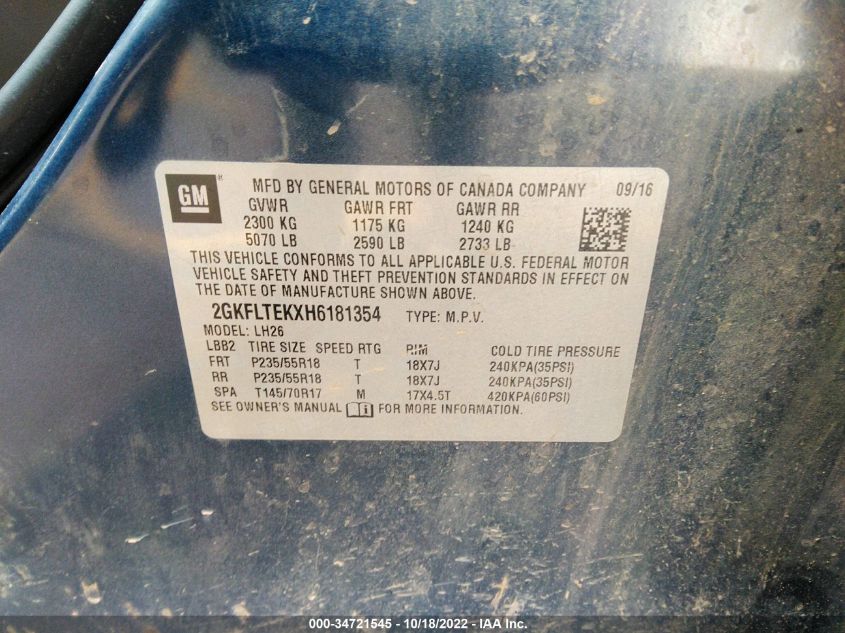 GM ® MFD BY GENERAL MOTORS OF CANADA COMPANY 09/16
GVWR GAWR FRT GAWR RR
2300 KG 1175 KG 1240 KG
5070 LB 2590 LB 2733 LB
THIS VEHICLE CONFORMS TO ALL APPLICABLE U.S. FEDERAL MOTOR
VEHICLE SAFETY AND THEFT PREVENTION STANDARDS IN EFFECT ON
THE DATE OF MANUFACTURE SHOWN ABOVE.
2GKFLTEKXH6181354 TYPE: M.P.V.
MODEL: LH26
LBB2 TIRE SIZE SPEED RTG RIM COLD TIRE PRESSURE
FRT P235/55R18 T 18X7J 240KPA(35PSI)
RR P235/55R18 T 18X7J 240KPA(35PSI)
SPA T145/70R17 M 17X4.5T 420KPA(60PSI)
SEE OWNER'S MANUAL FOR MORE INFORMATION.
000-34721545 - 10/18/2022 - IAA Inc.